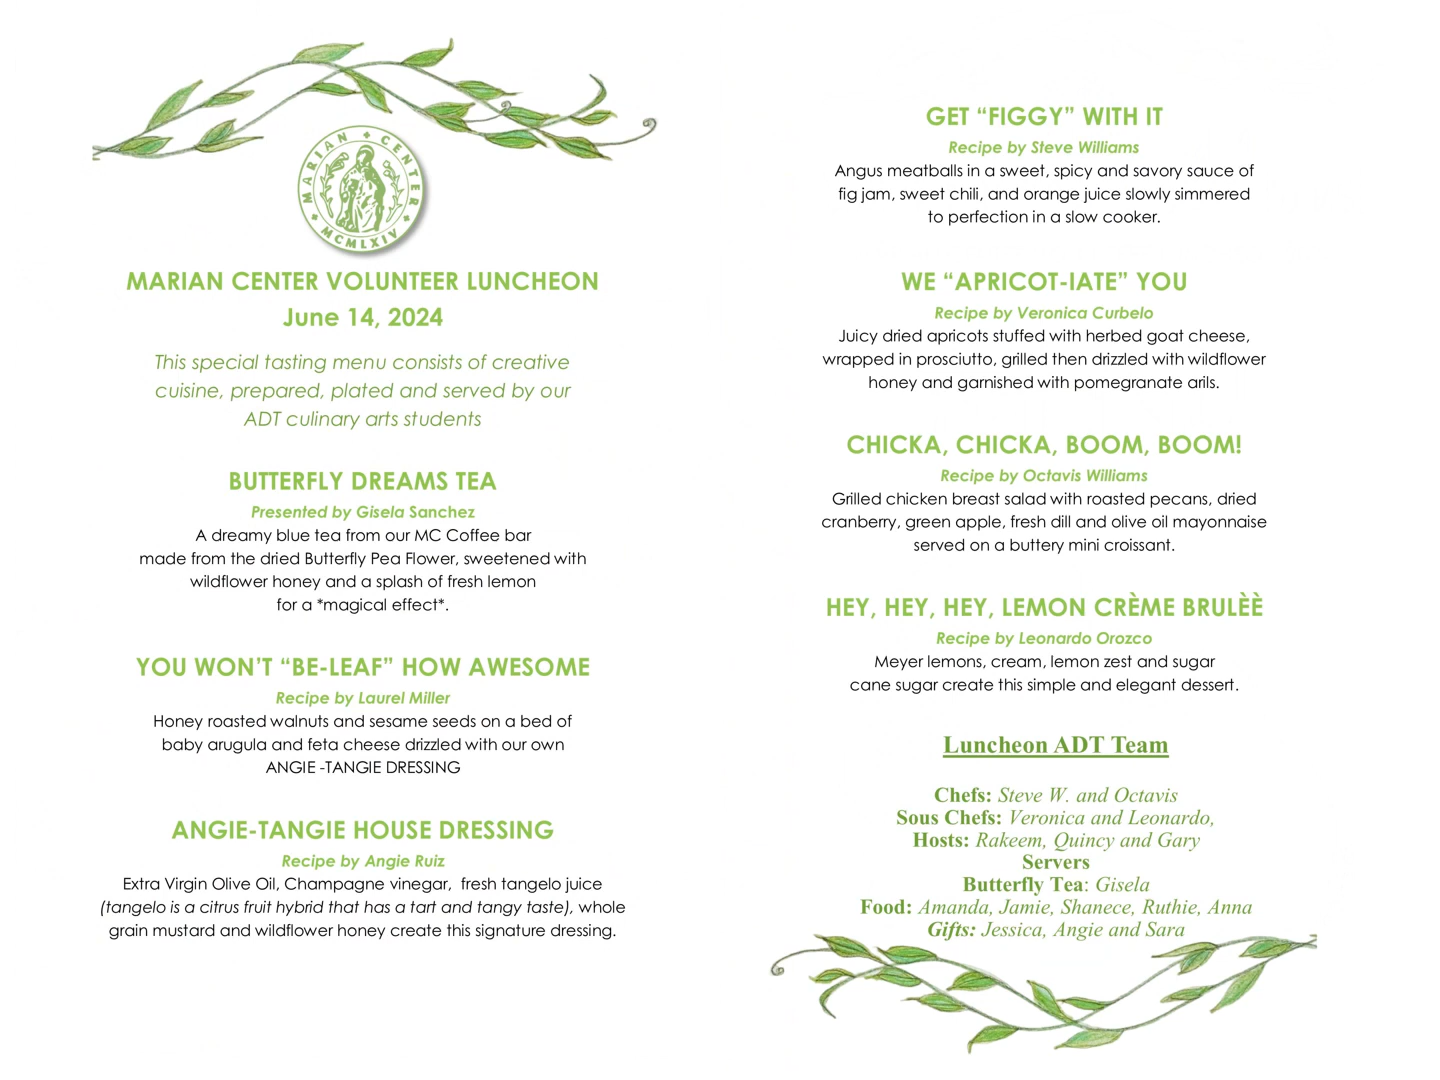 MARIAN CENTER
MCMLXIV
MARIAN CENTER VOLUNTEER LUNCHEON
June 14, 2024
This special tasting menu consists of creative
cuisine, prepared, plated and served by our
ADT culinary arts students
BUTTERFLY DREAMS TEA
Presented by Gisela Sanchez
A dreamy blue tea from our MC Coffee bar
made from the dried Butterfly Pea Flower, sweetened with
wildflower honey and a splash of fresh lemon
for a *magical effect*.
YOU WON’T “BE-LEAF” HOW AWESOME
Recipe by Laurel Miller
Honey roasted walnuts and sesame seeds on a bed of
baby arugula and feta cheese drizzled with our own
ANGIE -TANGIE DRESSING
ANGIE-TANGIE HOUSE DRESSING
Recipe by Angie Ruiz
Extra Virgin Olive Oil, Champagne vinegar,  fresh tangelo juice
(tangelo is a citrus fruit hybrid that has a tart and tangy taste), whole
grain mustard and wildflower honey create this signature dressing.
GET “FIGGY” WITH IT
Recipe by Steve Williams
Angus meatballs in a sweet, spicy and savory sauce of
fig jam, sweet chili, and orange juice slowly simmered
to perfection in a slow cooker.
WE “APRICOT-IATE” YOU
Recipe by Veronica Curbelo
Juicy dried apricots stuffed with herbed goat cheese,
wrapped in prosciutto, grilled then drizzled with wildflower
honey and garnished with pomegranate arils.
CHICKA, CHICKA, BOOM, BOOM!
Recipe by Octavis Williams
Grilled chicken breast salad with roasted pecans, dried
cranberry, green apple, fresh dill and olive oil mayonnaise
served on a buttery mini croissant.
HEY, HEY, HEY, LEMON CRÈME BRULÈÈ
Recipe by Leonardo Orozco
Meyer lemons, cream, lemon zest and sugar
cane sugar create this simple and elegant dessert.
Luncheon ADT Team
Chefs: Steve W. and Octavis
Sous Chefs: Veronica and Leonardo,
Hosts: Rakeem, Quincy and Gary
Servers
Butterfly Tea: Gisela
Food: Amanda, Jamie, Shanece, Ruthie, Anna
Gifts: Jessica, Angie and Sara